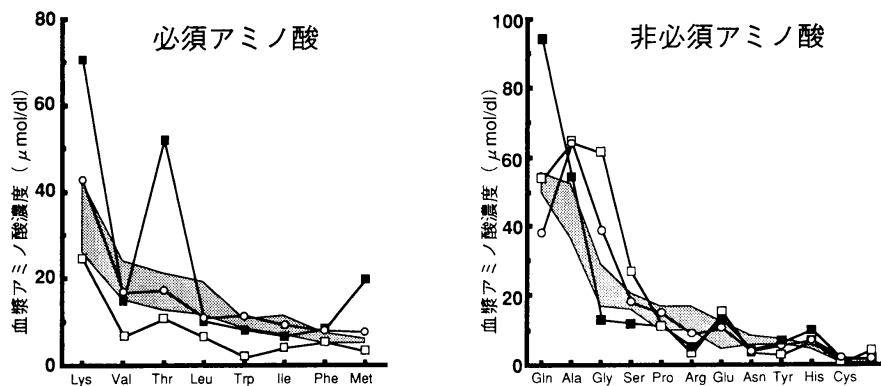 必須アミノ酸
血漿アミノ酸濃度 ( μ mol/dl)
80
60
40
20
0
Lys Val Thr Leu Trp Ile Phe Met
非必須アミノ酸
血漿アミノ酸濃度 ( μ mol/dl)
100
80
60
40
20
0
Gln Ala Gly Ser Pro Arg Glu Asn Tyr His Cys